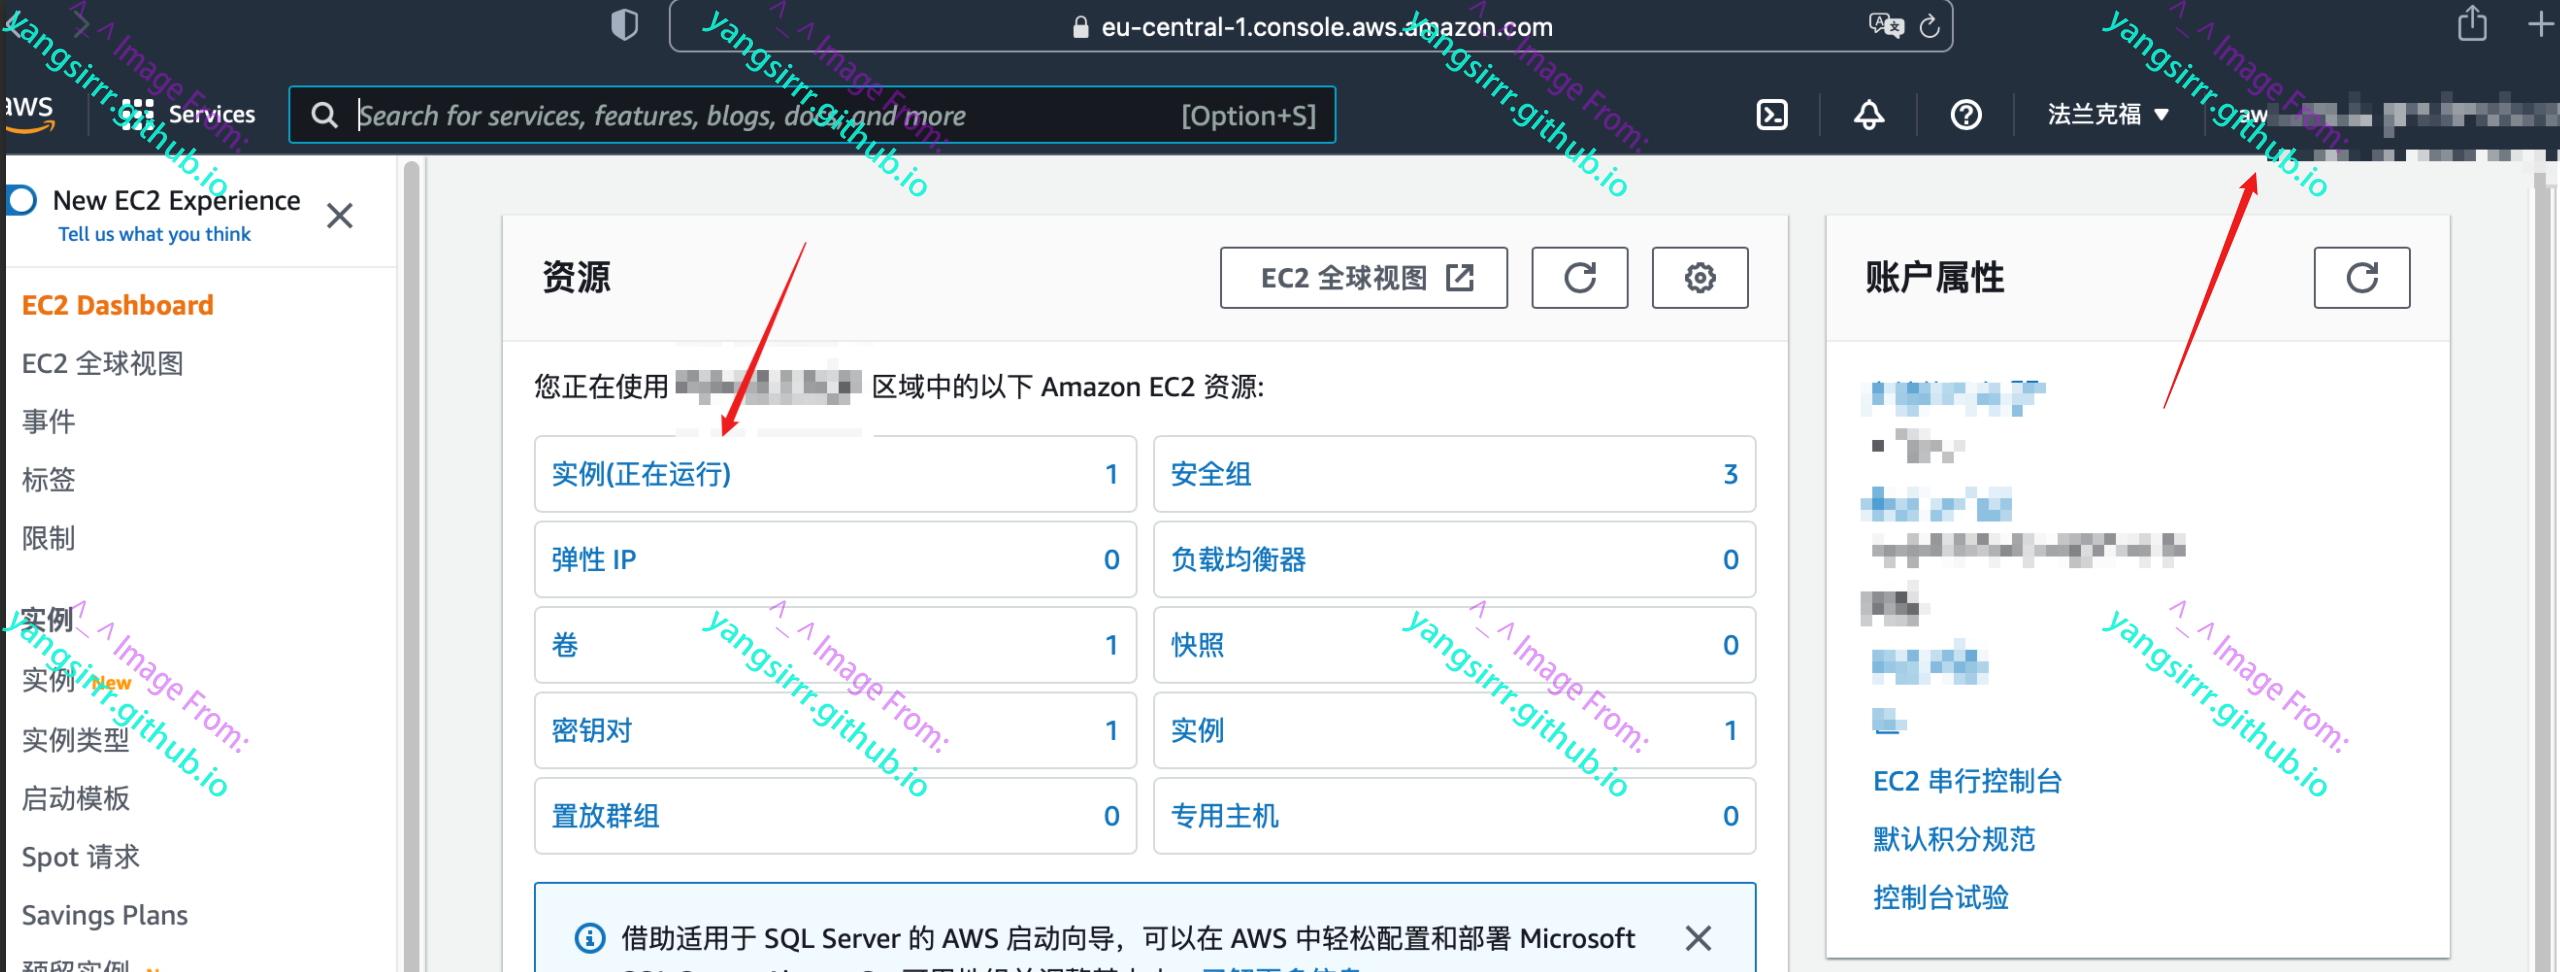 eu-central-1.console.aws.amazon.com
aws
Services
Search for services, features, blogs, docs, and more
[Option+S]
法兰克福
aw
New EC2 Experience
Tell us what you think
EC2 Dashboard
EC2 全球视图
事件
标签
限制
实例
实例 New
实例类型
启动模板
Spot 请求
Savings Plans
预留实例
资源
EC2 全球视图
您正在使用 区域中的以下 Amazon EC2 资源:
实例(正在运行) 1
安全组 3
弹性 IP 0
负载均衡器 0
卷 1
快照 0
密钥对 1
实例 1
置放群组 0
专用主机 0
借助适用于 SQL Server 的 AWS 启动向导，可以在 AWS 中轻松配置和部署 Microsoft
账户属性
EC2 串行控制台
默认积分规范
控制台试验
^_^ Image From:
yangsirrr.github.io
^_^ Image From:
yangsirrr.github.io
^_^ Image From:
yangsirrr.github.io
^_^ Image From:
yangsirrr.github.io
^_^ Image From:
yangsirrr.github.io
^_^ Image From:
yangsirrr.github.io
^_^ Image From:
yangsirrr.github.io
^_^ Image From:
yangsirrr.github.io